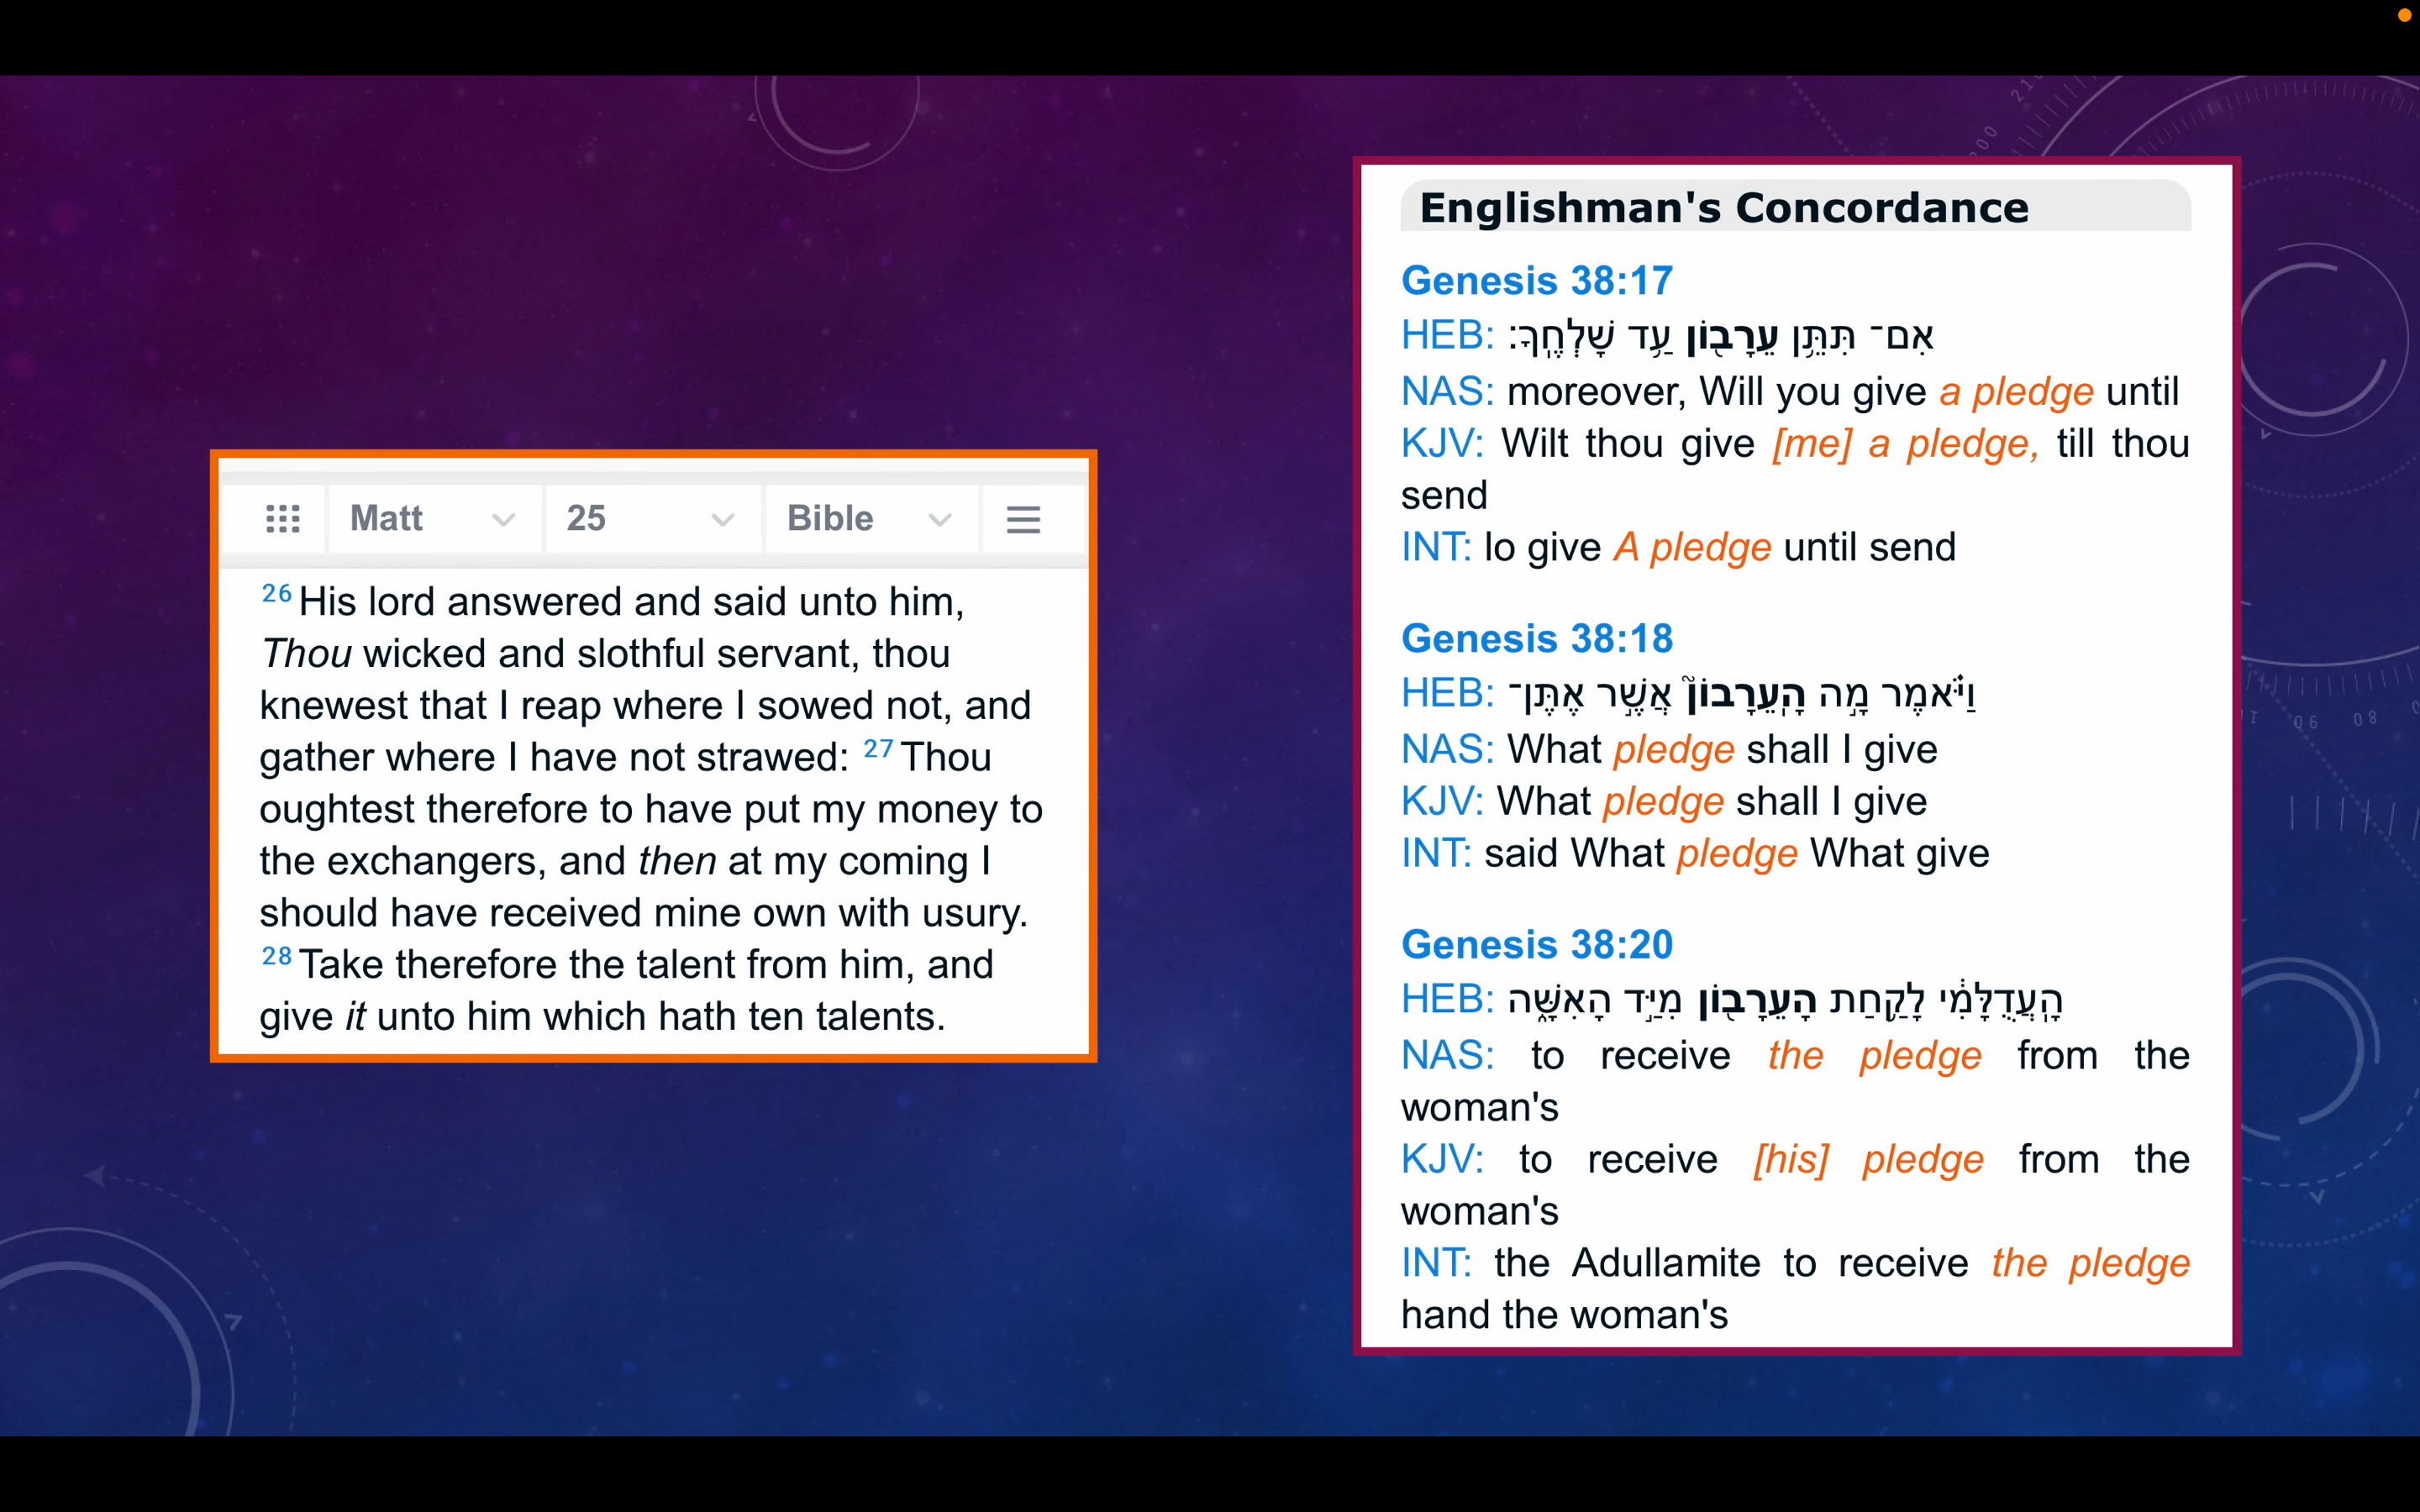 Matt 25 Bible
26 His lord answered and said unto him,
Thou wicked and slothful servant, thou
knewest that I reap where I sowed not, and
gather where I have not strawed: 27 Thou
oughtest therefore to have put my money to
the exchangers, and then at my coming I
should have received mine own with usury.
28 Take therefore the talent from him, and
give it unto him which hath ten talents.
Englishman's Concordance
Genesis 38:17
HEB: אִם־ תִּתֵּ֥ן עֵרָב֖וֹן עַ֥ד שָׁלְחֶֽךָ׃
NAS: moreover, Will you give a pledge until
KJV: Wilt thou give [me] a pledge, till thou
send
INT: lo give A pledge until send
Genesis 38:18
HEB: וַיֹּ֗אמֶר מָ֣ה הָֽעֵרָבוֹן֮ אֲשֶׁ֣ר אֶתֶּן־
NAS: What pledge shall I give
KJV: What pledge shall I give
INT: said What pledge What give
Genesis 38:20
HEB: הָֽעֲדֻלָּמִ֔י לָקַ֥חַת הָעֵרָב֖וֹן מִיַּ֣ד הָאִשָּׁ֑ה
NAS: to receive the pledge from the
woman's
KJV: to receive [his] pledge from the
woman's
INT: the Adullamite to receive the pledge
hand the woman's